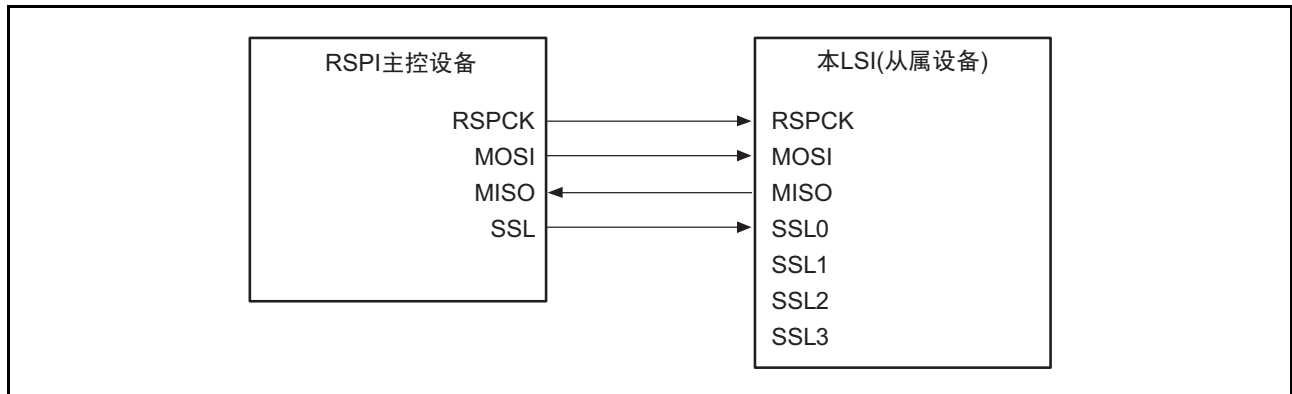 RSPI主控设备
RSPCK
MOSI
MISO
SSL
本LSI(从属设备)
RSPCK
MOSI
MISO
SSL0
SSL1
SSL2
SSL3